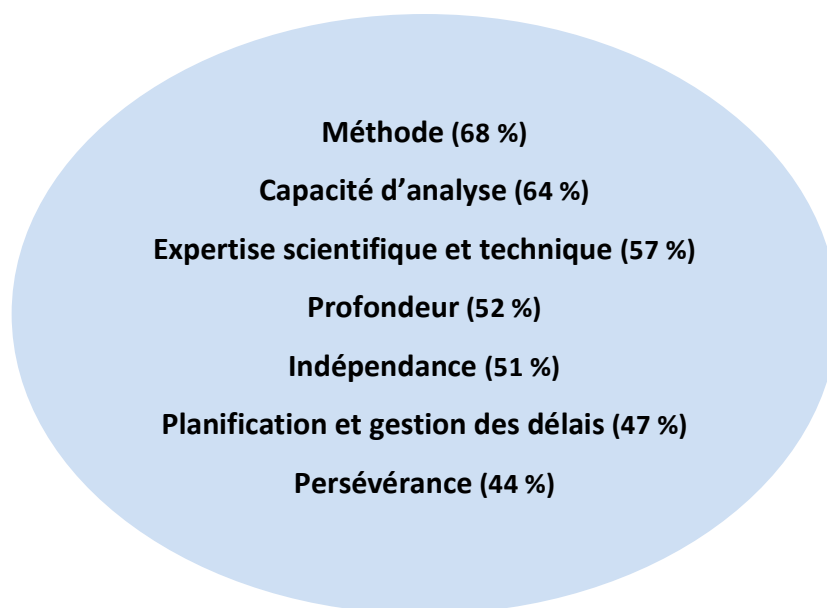 Méthode (68 %)
Capacité d’analyse (64 %)
Expertise scientifique et technique (57 %)
Profondeur (52 %)
Indépendance (51 %)
Planification et gestion des délais (47 %)
Persévérance (44 %)